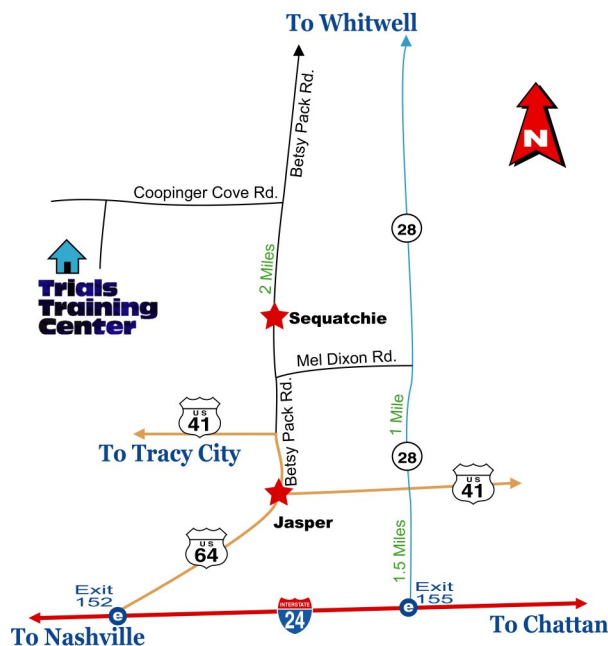 To Whitwell
Betsy Pack Rd.
N
Coopinger Cove Rd.
28
2 Miles
Trials
Training
Center
Sequatchie
Mel Dixon Rd.
Betsy Pack Rd.
1 Mile
US
41
To Tracy City
28
US
41
Jasper
US
64
1.5 Miles
Exit
152
e
INTERSTATE
24
Exit
155
e
To Nashville
To Chattan